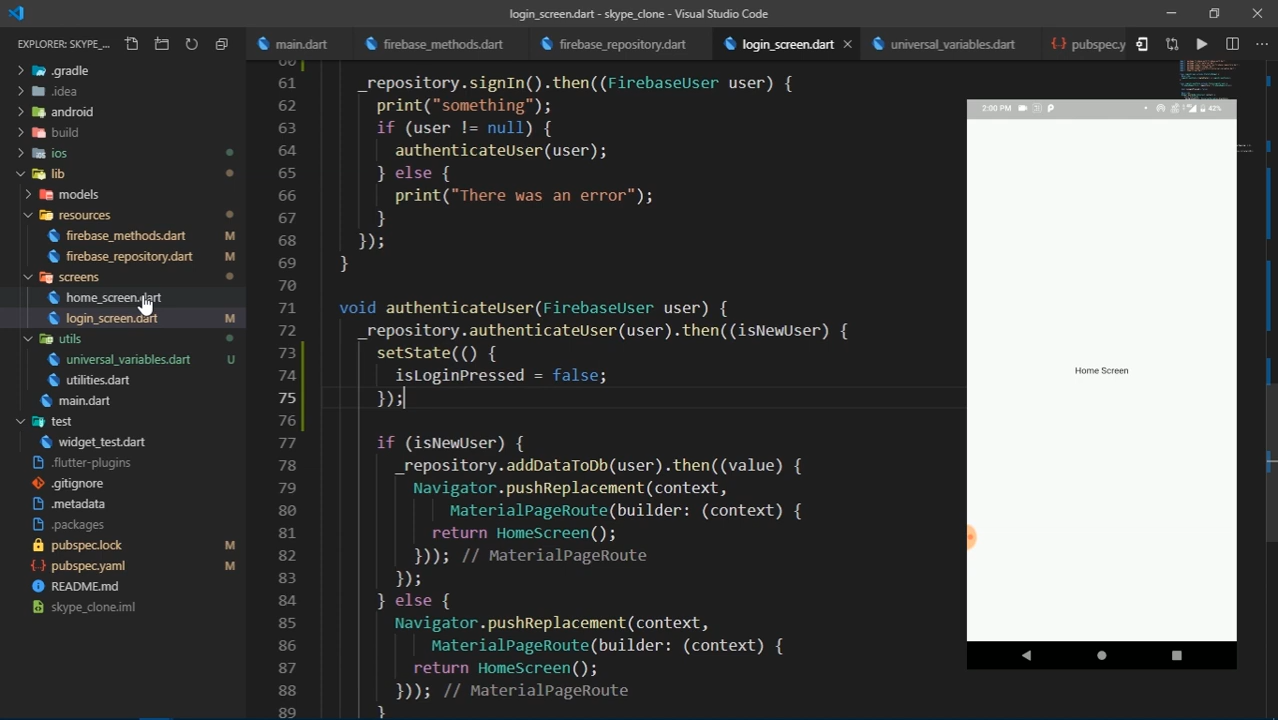 login_screen.dart - skype_clone - Visual Studio Code
EXPLORER: SKYPE_...
main.dart
firebase_methods.dart
firebase_repository.dart
login_screen.dart
universal_variables.dart
pubspec.y
.gradle
.idea
android
build
ios
lib
models
resources
firebase_methods.dart M
firebase_repository.dart M
screens
home_screen.dart
login_screen.dart M
utils
universal_variables.dart U
utilities.dart
main.dart
test
widget_test.dart
.flutter-plugins
.gitignore
.metadata
.packages
pubspec.lock M
pubspec.yaml M
README.md
skype_clone.iml
60
61 _repository.signIn().then((FirebaseUser user) {
62 print("something");
63 if (user != null) {
64 authenticateUser(user);
65 } else {
66 print("There was an error");
67 }
68 });
69 }
70
71 void authenticateUser(FirebaseUser user) {
72 _repository.authenticateUser(user).then((isNewUser) {
73 setState(() {
74 isLoginPressed = false;
75 });
76
77 if (isNewUser) {
78 _repository.addDataToDb(user).then((value) {
79 Navigator.pushReplacement(context,
80 MaterialPageRoute(builder: (context) {
81 return HomeScreen();
82 })); // MaterialPageRoute
83 });
84 } else {
85 Navigator.pushReplacement(context,
86 MaterialPageRoute(builder: (context) {
87 return HomeScreen();
88 })); // MaterialPageRoute
89 }
2:00 PM
42%
Home Screen